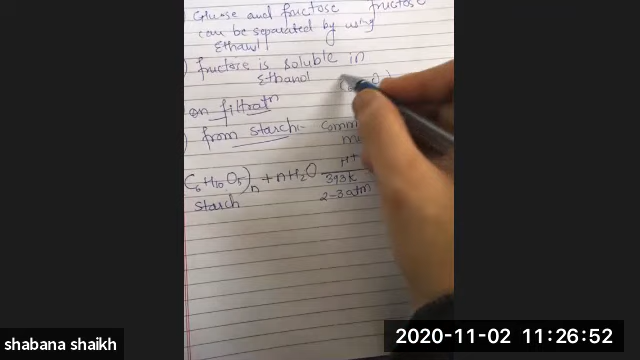 Glucose and fructose fructose
can be separated by using
Ethanol
fructose is soluble in
Ethanol
on filtratn
from starch:-
H+
(C6H10O5)n + nH2O 393k
starch 2-3 atm
shabana shaikh
2020-11-02 11:26:52